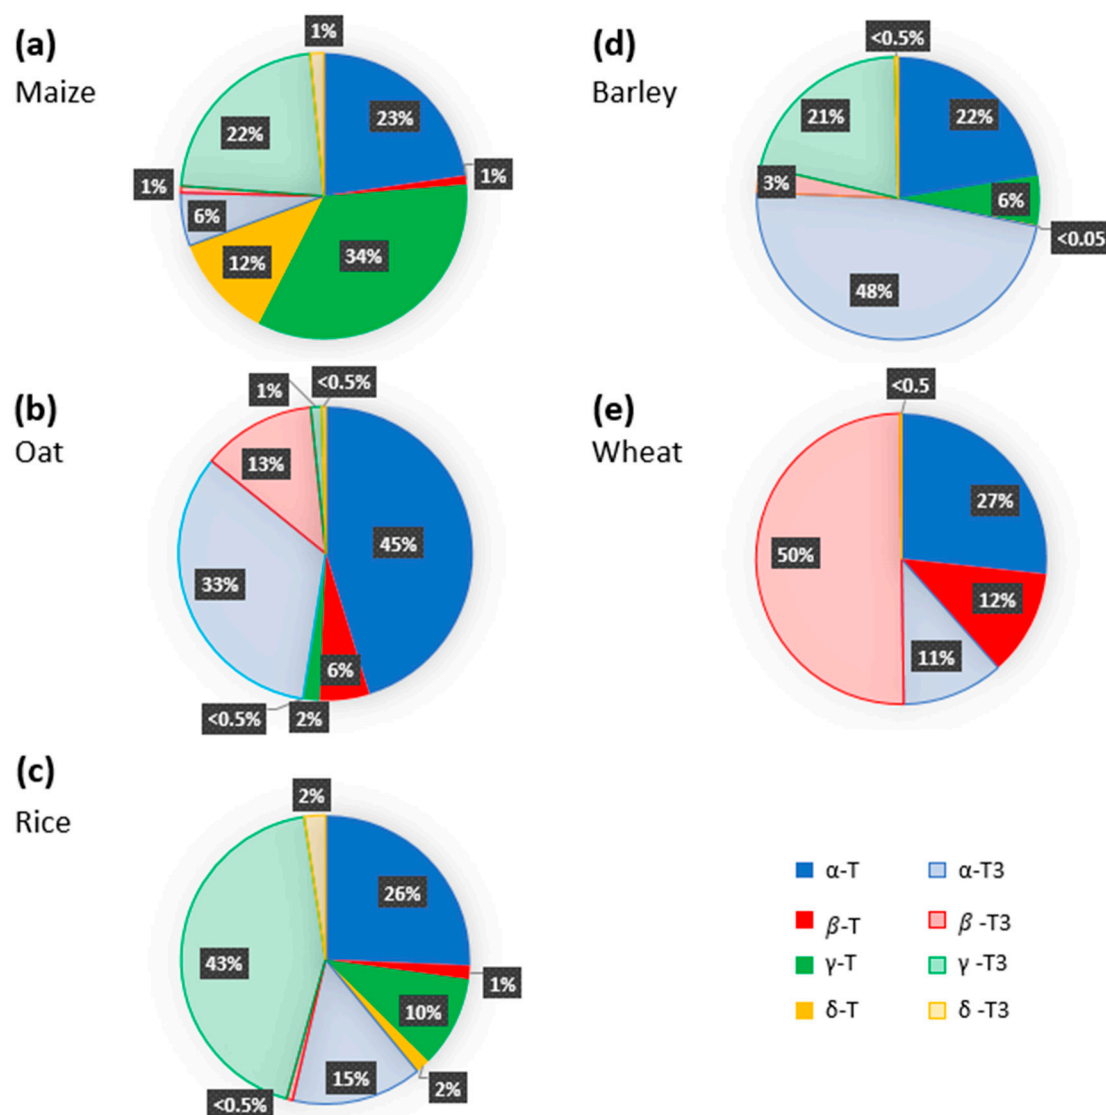 (a)
Maize
1%
23%
1%
34%
12%
6%
1%
22%
(d)
Barley
<0.5%
22%
6%
<0.05
48%
3%
21%
(b)
Oat
1%
<0.5%
13%
45%
33%
6%
<0.5%
2%
(e)
Wheat
<0.5
27%
12%
11%
50%
(c)
Rice
2%
26%
1%
10%
2%
15%
<0.5%
43%
α-T
α-T3
β-T
β -T3
γ-T
γ -T3
δ-T
δ -T3